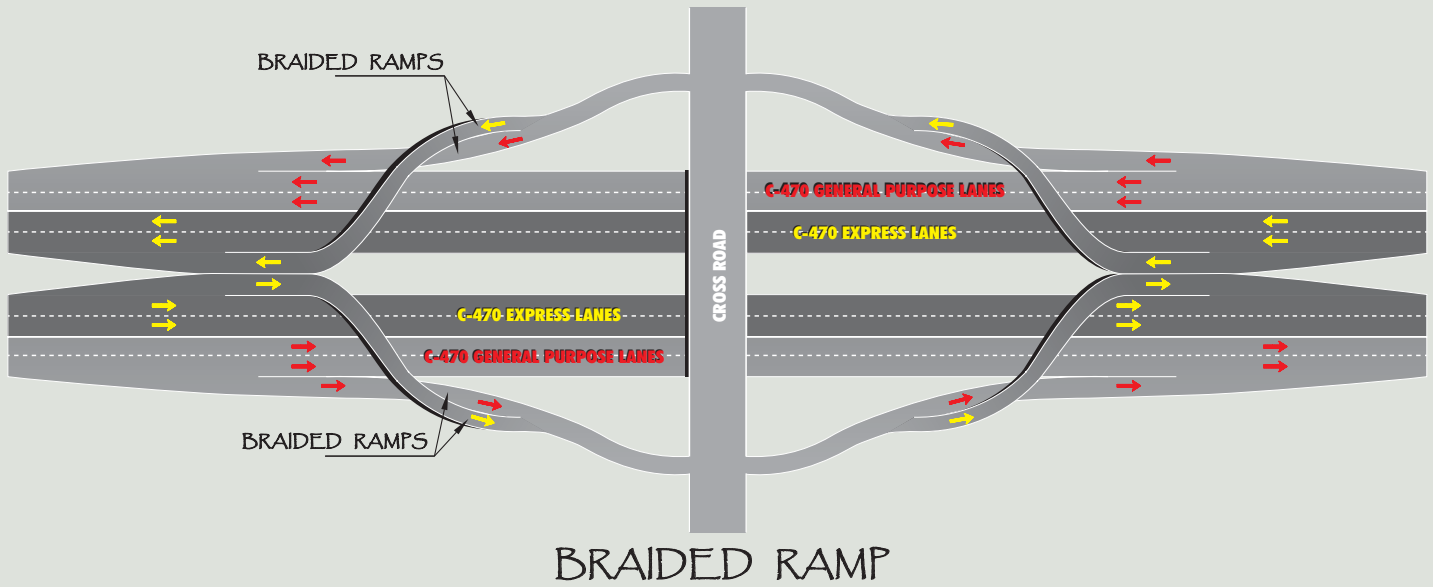 BRAIDED RAMPS
C-470 GENERAL PURPOSE LANES
C-470 EXPRESS LANES
CROSS ROAD
C-470 EXPRESS LANES
C-470 GENERAL PURPOSE LANES
BRAIDED RAMPS
BRAIDED RAMP